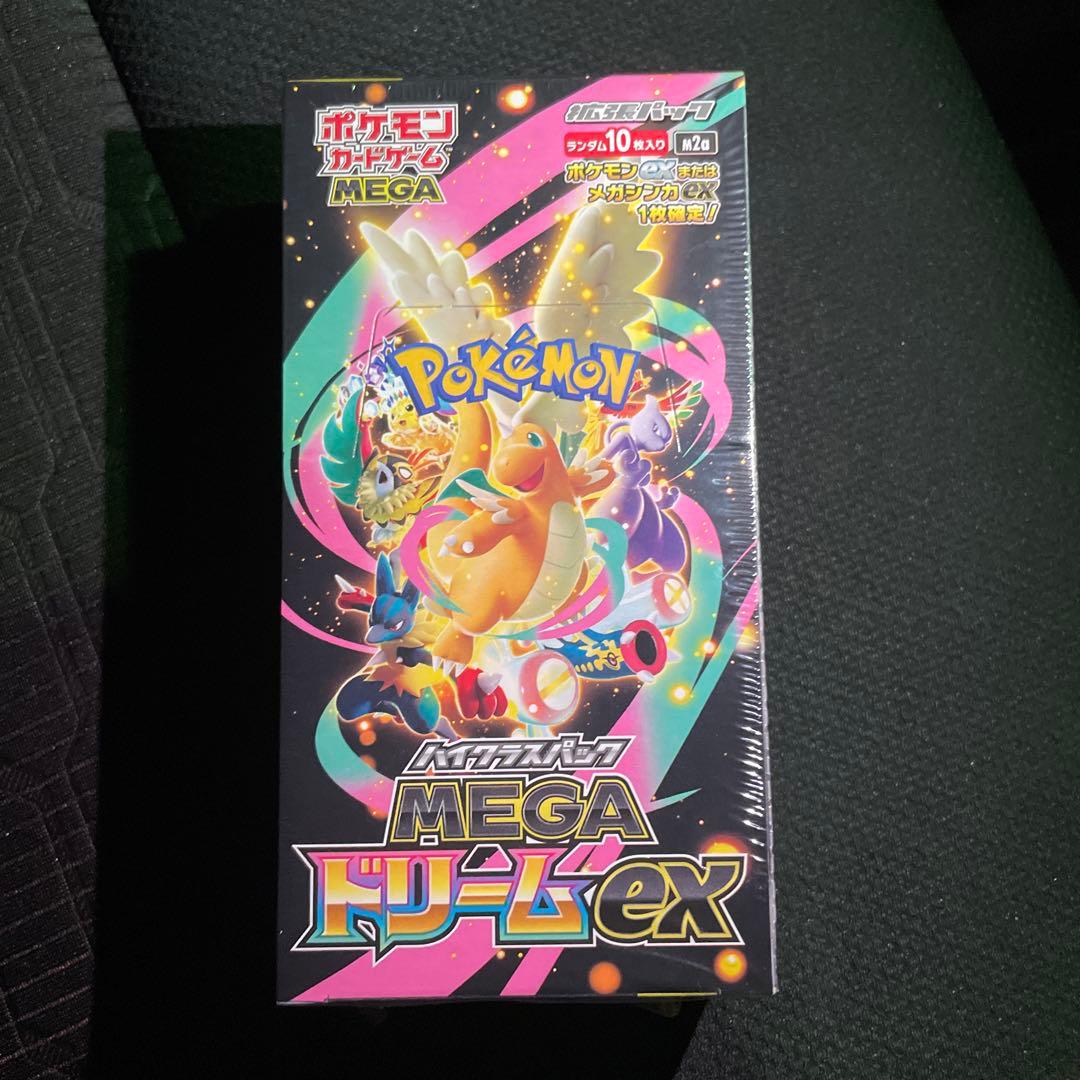 ポケモン
カードゲーム
MEGA
拡張パック
ランダム10枚入り M2a
ポケモンexまたは
メガシンカex
1枚確定!
POKéMON
ハイクラスパック
MEGA
ドリームex